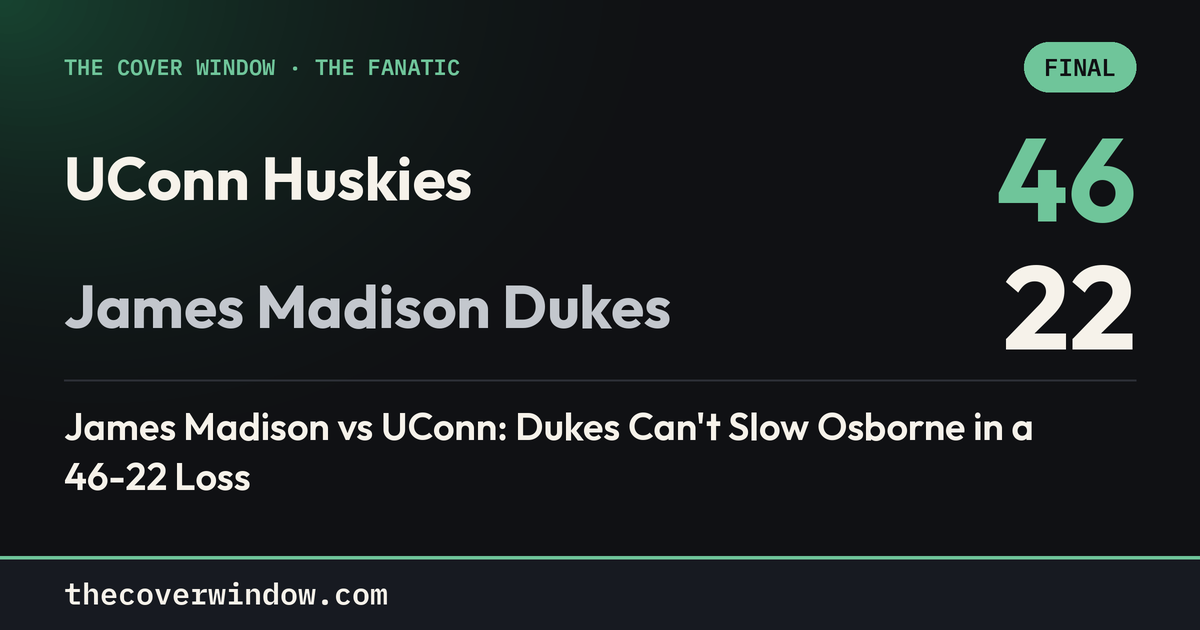 THE COVER WINDOW · THE FANATIC
FINAL
UConn Huskies
46
James Madison Dukes
22
James Madison vs UConn: Dukes Can't Slow Osborne in a
46-22 Loss
thecoverwindow.com